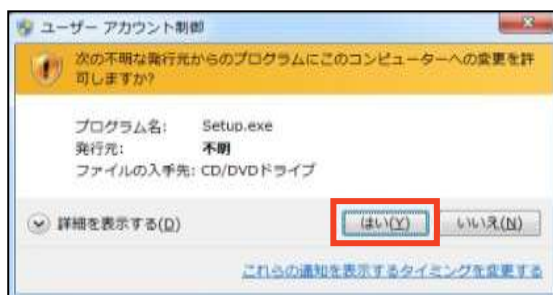 ユーザー アカウント制御
次の不明な発行元からのプログラムにこのコンピューターへの変更を許
可しますか?
プログラム名: Setup.exe
発行元: 不明
ファイルの入手先: CD/DVDドライブ
詳細を表示する(D)
はい(Y)
いいえ(N)
これらの通知を表示するタイミングを変更する